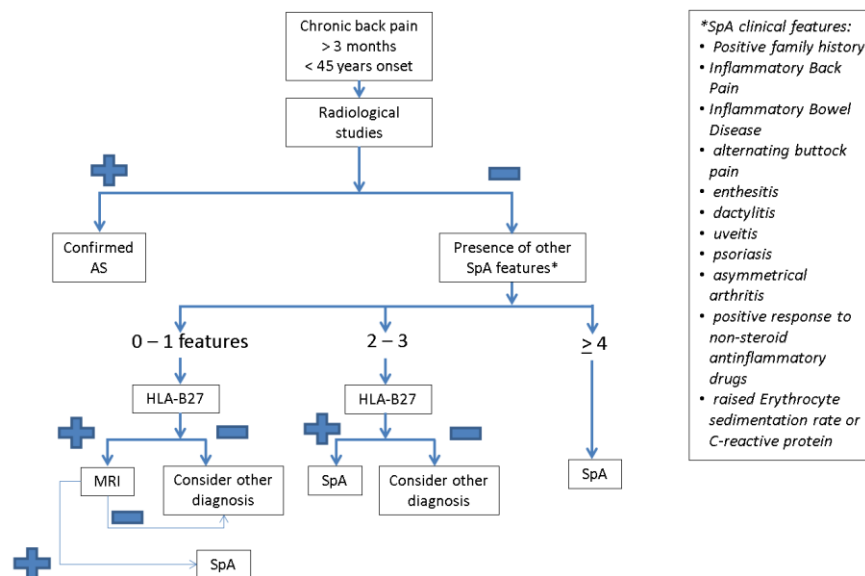 Chronic back pain
> 3 months
< 45 years onset
Radiological
studies
Confirmed
AS
Presence of other
SpA features*
0 – 1 features
2 – 3
≥ 4
HLA-B27
HLA-B27
MRI
Consider other
diagnosis
SpA
Consider other
diagnosis
SpA
SpA
*SpA clinical features:
• Positive family history
• Inflammatory Back
Pain
• Inflammatory Bowel
Disease
• alternating buttock
pain
• enthesitis
• dactylitis
• uveitis
• psoriasis
• asymmetrical
arthritis
• positive response to
non-steroid
antinflammatory
drugs
• raised Erythrocyte
sedimentation rate or
C-reactive protein